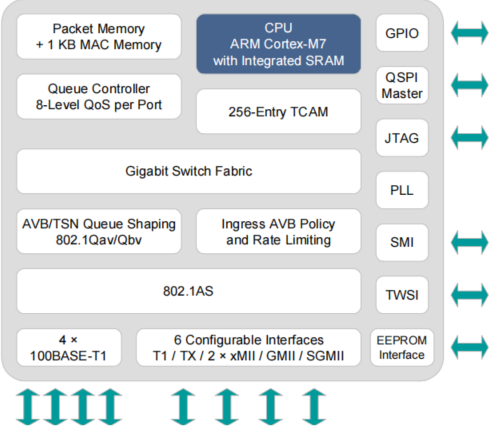 Packet Memory
+ 1 KB MAC Memory
CPU
ARM Cortex-M7
with Integrated SRAM
GPIO
Queue Controller
8-Level QoS per Port
256-Entry TCAM
QSPI
Master
JTAG
Gigabit Switch Fabric
PLL
AVB/TSN Queue Shaping
802.1Qav/Qbv
Ingress AVB Policy
and Rate Limiting
SMI
802.1AS
TWSI
4 ×
100BASE-T1
6 Configurable Interfaces
T1 / TX / 2 × xMII / GMII / SGMII
EEPROM
Interface